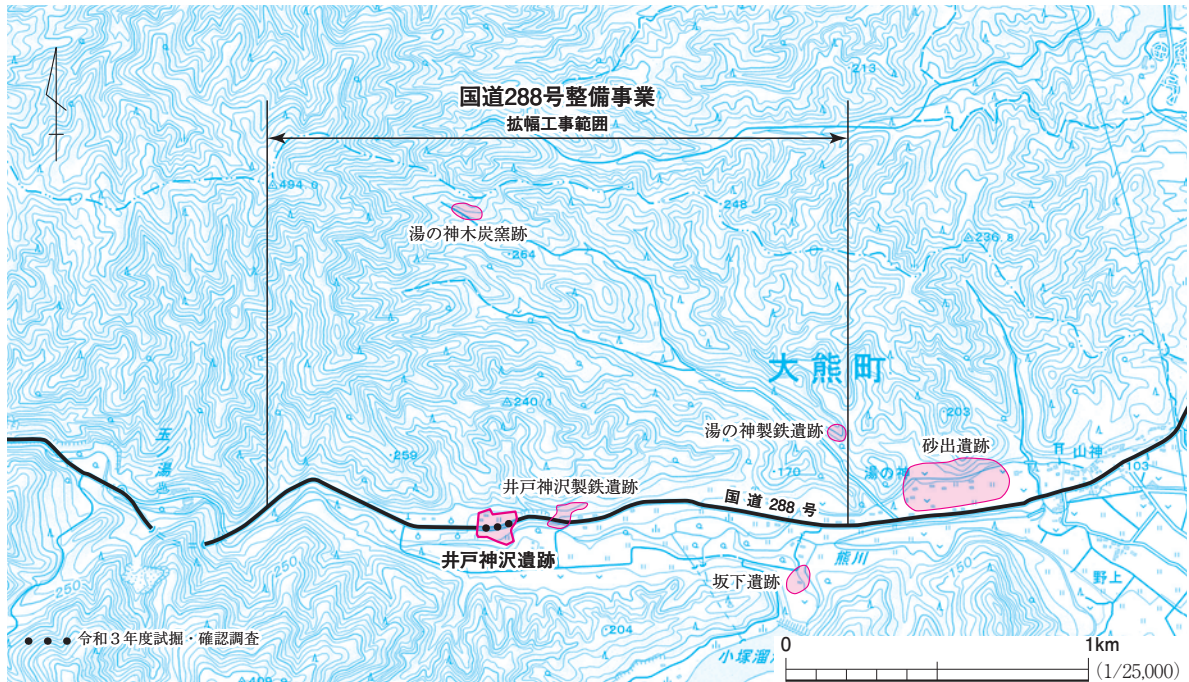 国道288号整備事業
拡幅工事範囲
213
△494.0
248
湯の神木炭窯跡
・264
△236.8
大熊町
△240.1
・203
湯の神製鉄遺跡
砂出遺跡
玉ノ湯
・259
・170
湯の神
山神
・103
井戸神沢製鉄遺跡
国道288号
井戸神沢遺跡
熊川
250
250
150
坂下遺跡
野上
・・・令和3年度試掘・確認調査
・204
小塚溜
0 1km
(1/25,000)